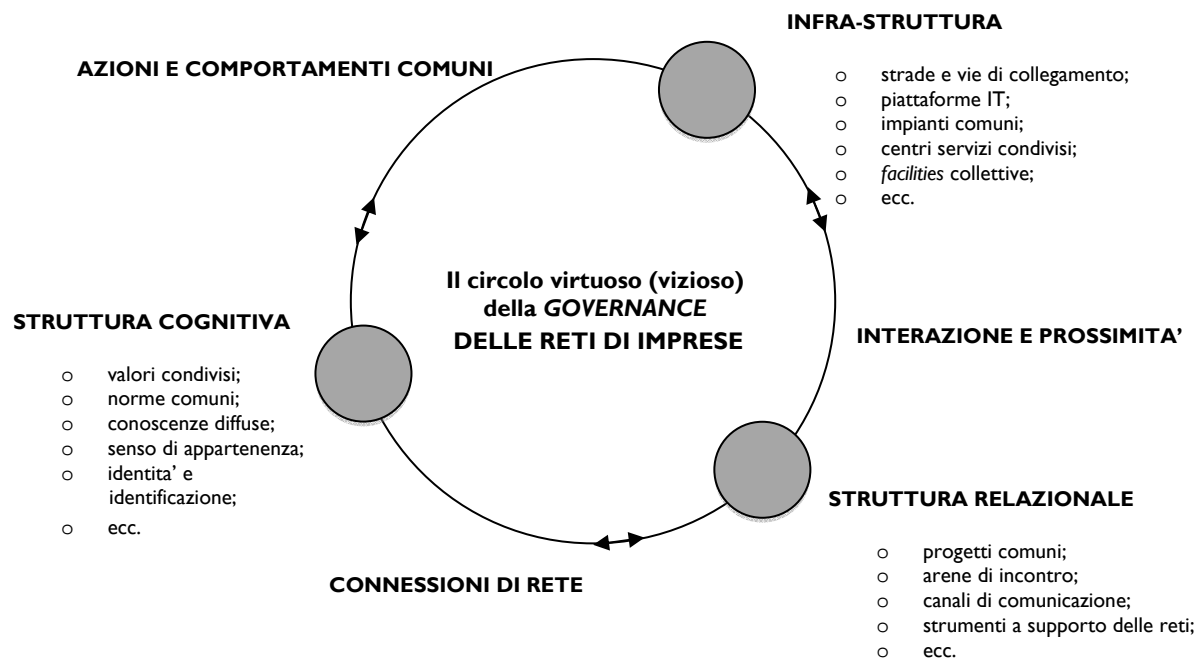 INFRA-STRUTTURA
o strade e vie di collegamento;
o piattaforme IT;
o impianti comuni;
o centri servizi condivisi;
o facilities collettive;
o ecc.
AZIONI E COMPORTAMENTI COMUNI
Il circolo virtuoso (vizioso)
della GOVERNANCE
DELLE RETI DI IMPRESE
STRUTTURA COGNITIVA
o valori condivisi;
o norme comuni;
o conoscenze diffuse;
o senso di appartenenza;
o identita' e
identificazione;
o ecc.
INTERAZIONE E PROSSIMITA'
STRUTTURA RELAZIONALE
o progetti comuni;
o arene di incontro;
o canali di comunicazione;
o strumenti a supporto delle reti;
o ecc.
CONNESSIONI DI RETE